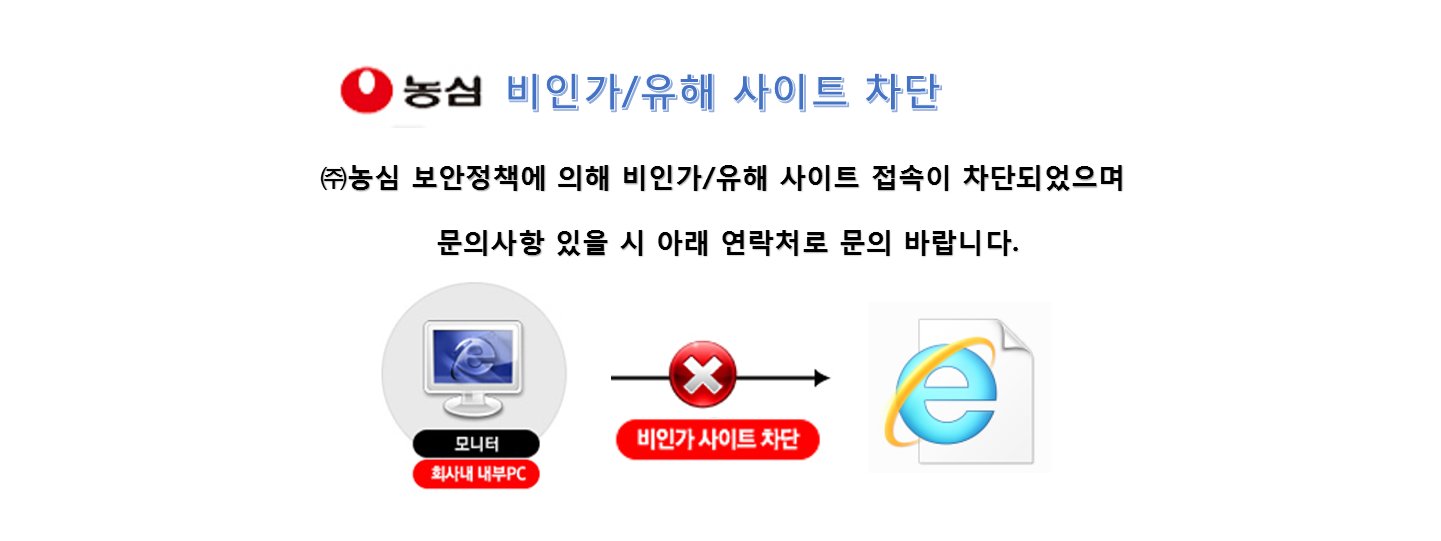 농심 비인가/유해 사이트 차단
㈜농심 보안정책에 의해 비인가/유해 사이트 접속이 차단되었으며
문의사항 있을 시 아래 연락처로 문의 바랍니다.
모니터
회사내 내부PC
비인가 사이트 차단